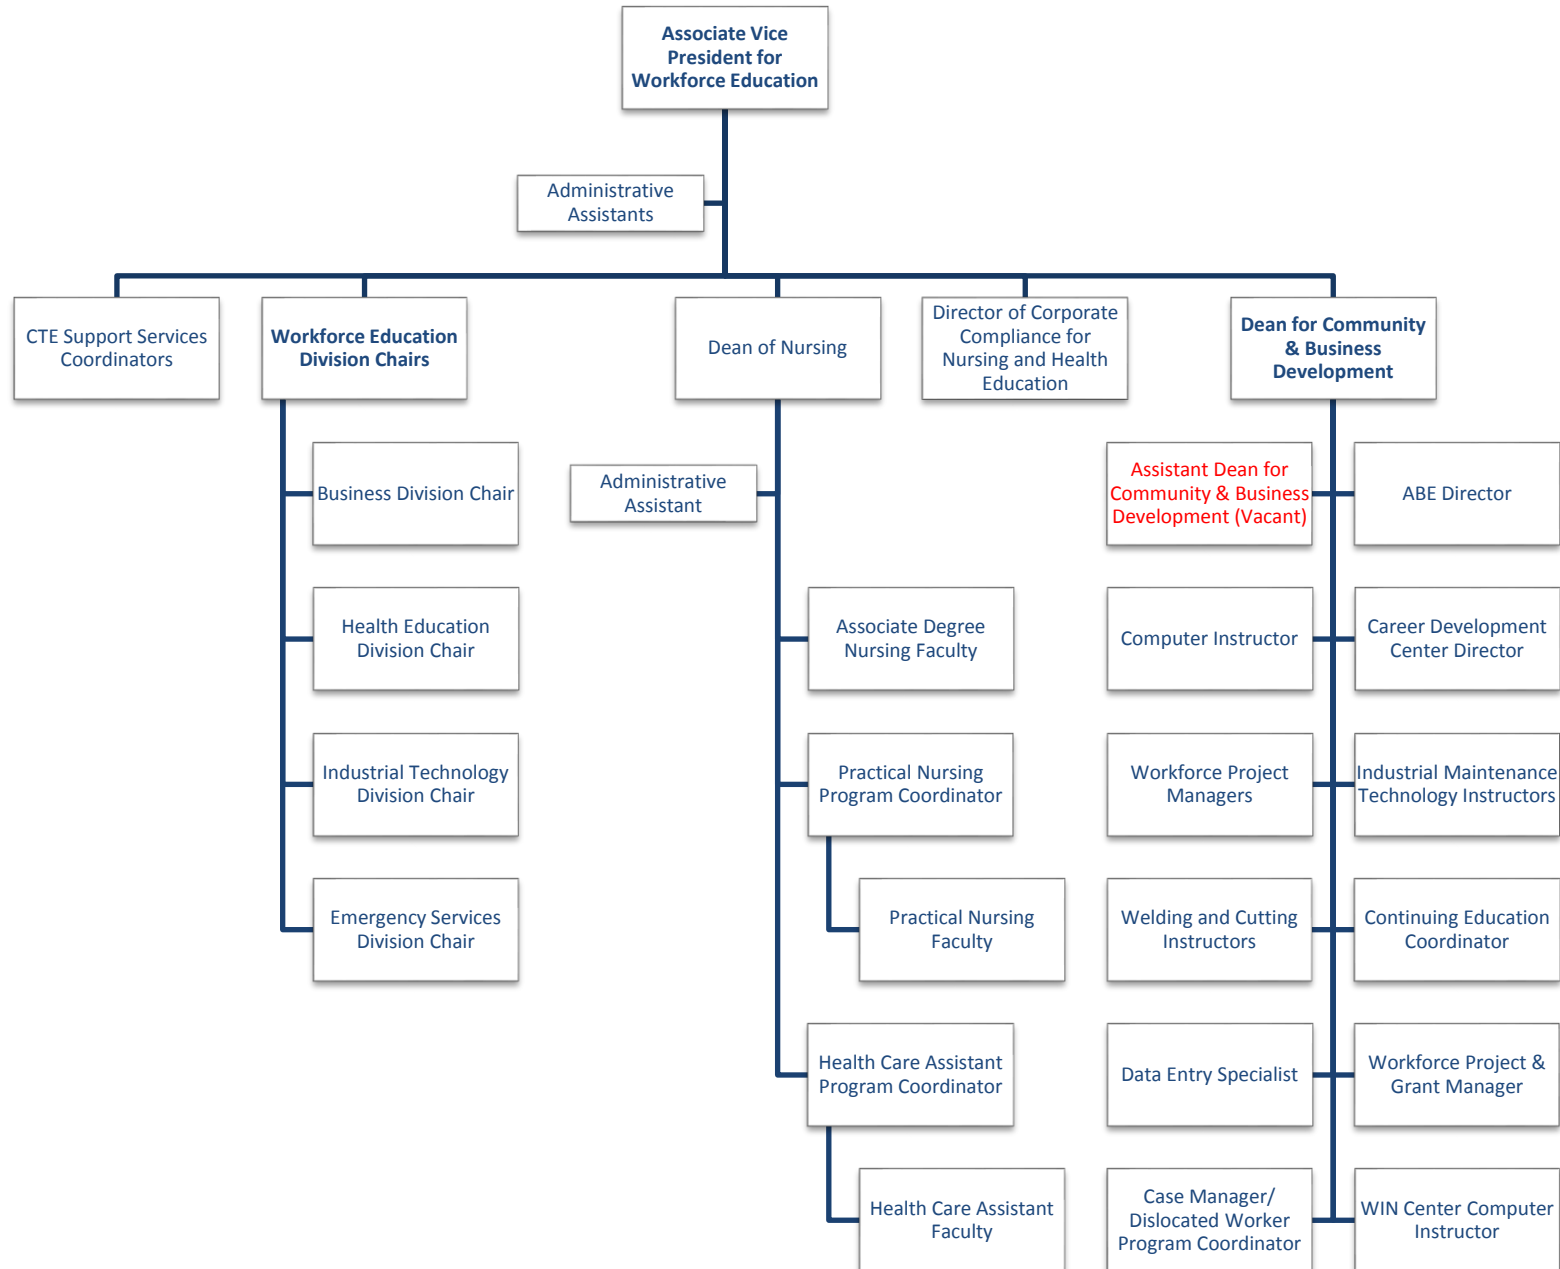 Associate Vice
President for
Workforce Education
Administrative
Assistants
CTE Support Services
Coordinators
Workforce Education
Division Chairs
Dean of Nursing
Director of Corporate
Compliance for
Nursing and Health
Education
Dean for Community
& Business
Development
Business Division Chair
Administrative
Assistant
Assistant Dean for
Community & Business
Development (Vacant)
ABE Director
Health Education
Division Chair
Associate Degree
Nursing Faculty
Computer Instructor
Career Development
Center Director
Industrial Technology
Division Chair
Practical Nursing
Program Coordinator
Workforce Project
Managers
Industrial Maintenance
Technology Instructors
Emergency Services
Division Chair
Practical Nursing
Faculty
Welding and Cutting
Instructors
Continuing Education
Coordinator
Health Care Assistant
Program Coordinator
Data Entry Specialist
Workforce Project &
Grant Manager
Health Care Assistant
Faculty
Case Manager/
Dislocated Worker
Program Coordinator
WIN Center Computer
Instructor